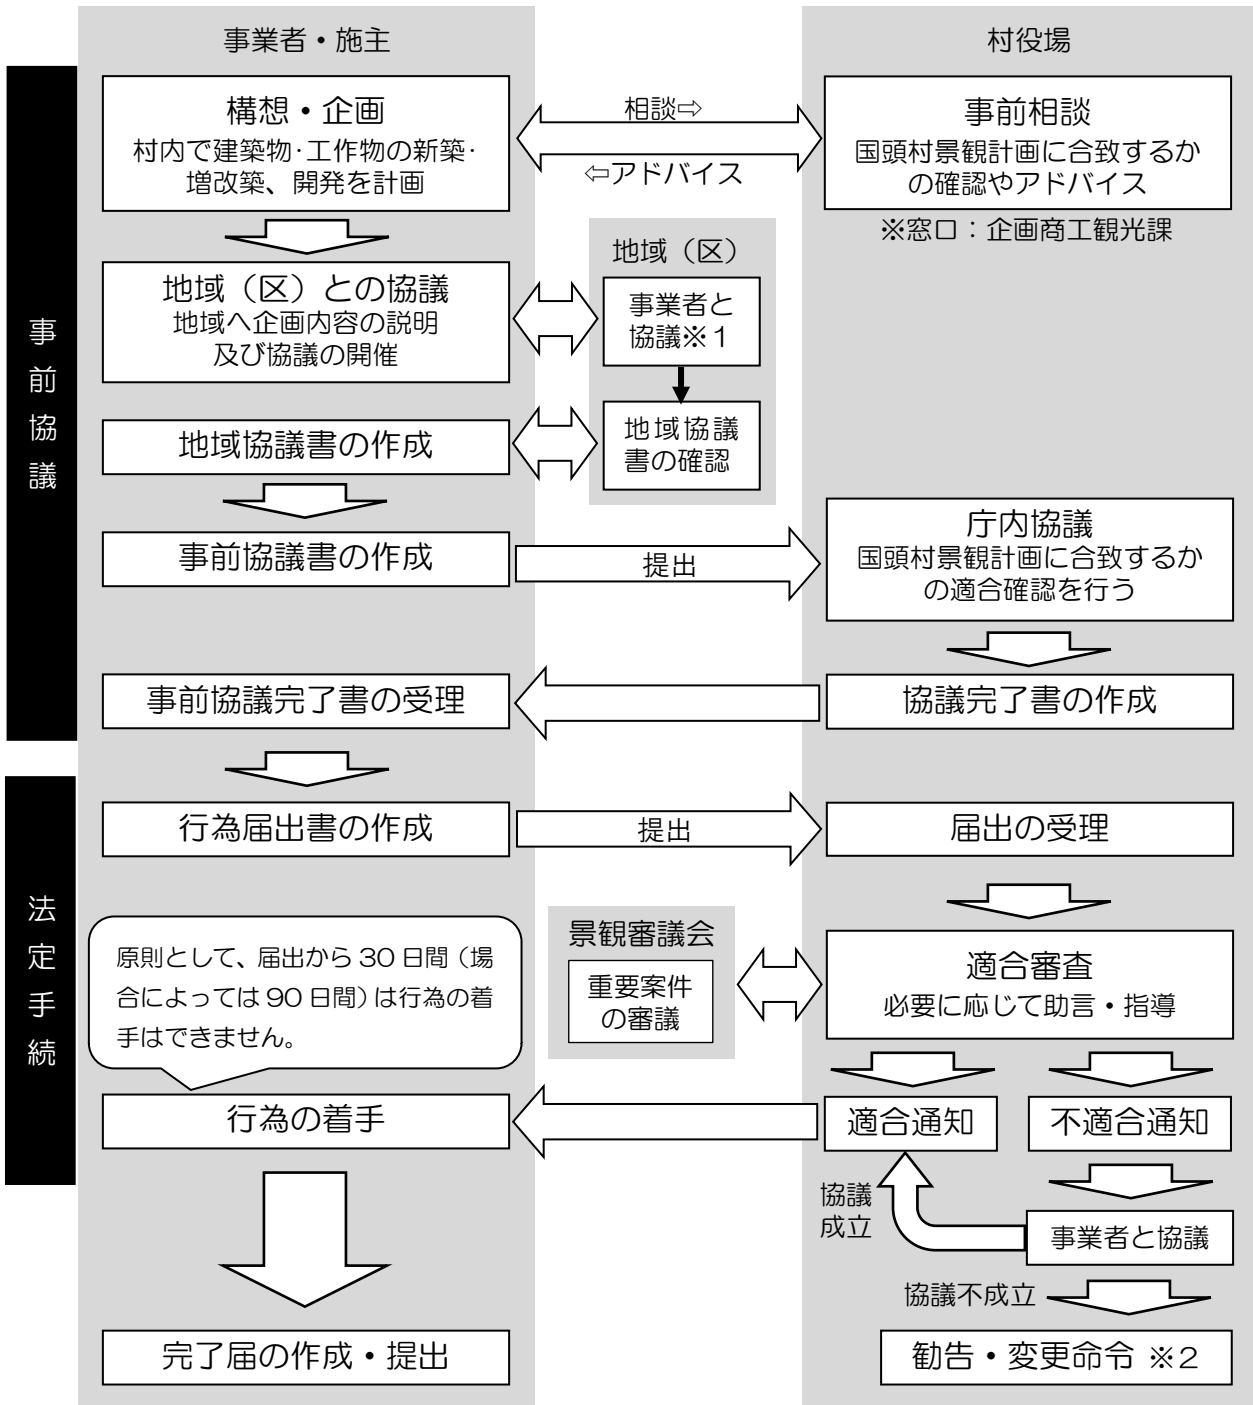 事業者・施主
村役場
事前協議
構想・企画
村内で建築物･工作物の新築･
増改築、開発を計画
相談⇨
⇦アドバイス
事前相談
国頭村景観計画に合致するか
の確認やアドバイス
※窓口：企画商工観光課
地域（区）との協議
地域へ企画内容の説明
及び協議の開催
地域（区）
事業者と
協議※１
地域協議書の作成
地域協議
書の確認
事前協議書の作成
提出
庁内協議
国頭村景観計画に合致するか
の適合確認を行う
事前協議完了書の受理
協議完了書の作成
法定手続
行為届出書の作成
提出
届出の受理
原則として、届出から 30 日間（場
合によっては 90 日間）は行為の着
手はできません。
景観審議会
重要案件
の審議
適合審査
必要に応じて助言・指導
行為の着手
適合通知
不適合通知
協議
成立
事業者と協議
協議不成立
完了届の作成・提出
勧告・変更命令 ※2